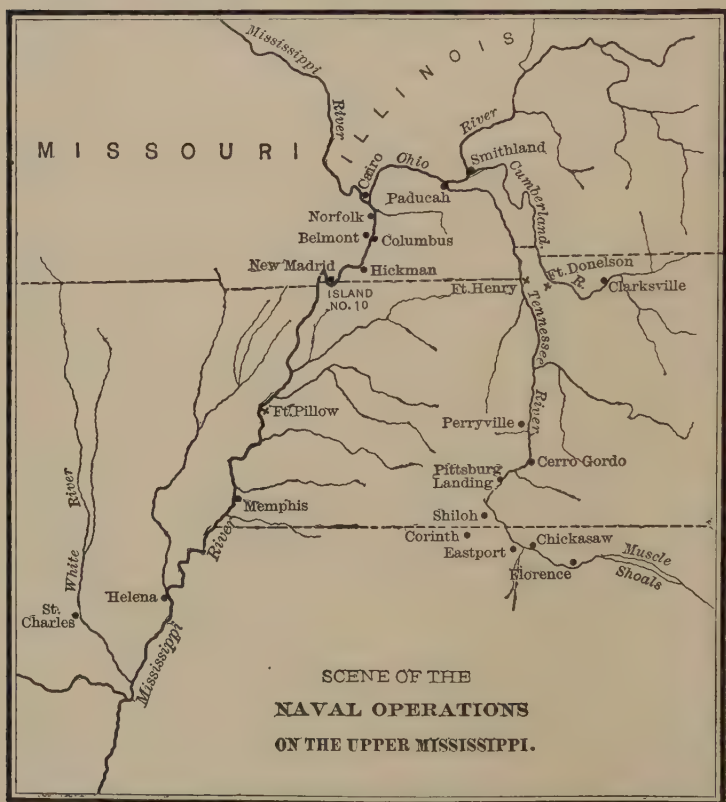 Mississippi
River
ILLINOIS
MISSOURI
Cairo
Ohio
River
Smithland
Paducah
Cumberland
R.
Norfolk
Belmont
Columbus
New Madrid
Hickman
ISLAND
NO. 10
Ft. Henry
Ft. Donelson
Clarksville
Tennessee
River
Ft. Pillow
Perryville
Cerro Gordo
Pittsburg
Landing
Memphis
Shiloh
Corinth
Chickasaw
Eastport
Florence
Muscle
Shoals
White
River
Helena
St.
Charles
Mississippi
River
SCENE OF THE
NAVAL OPERATIONS
ON THE UPPER MISSISSIPPI.